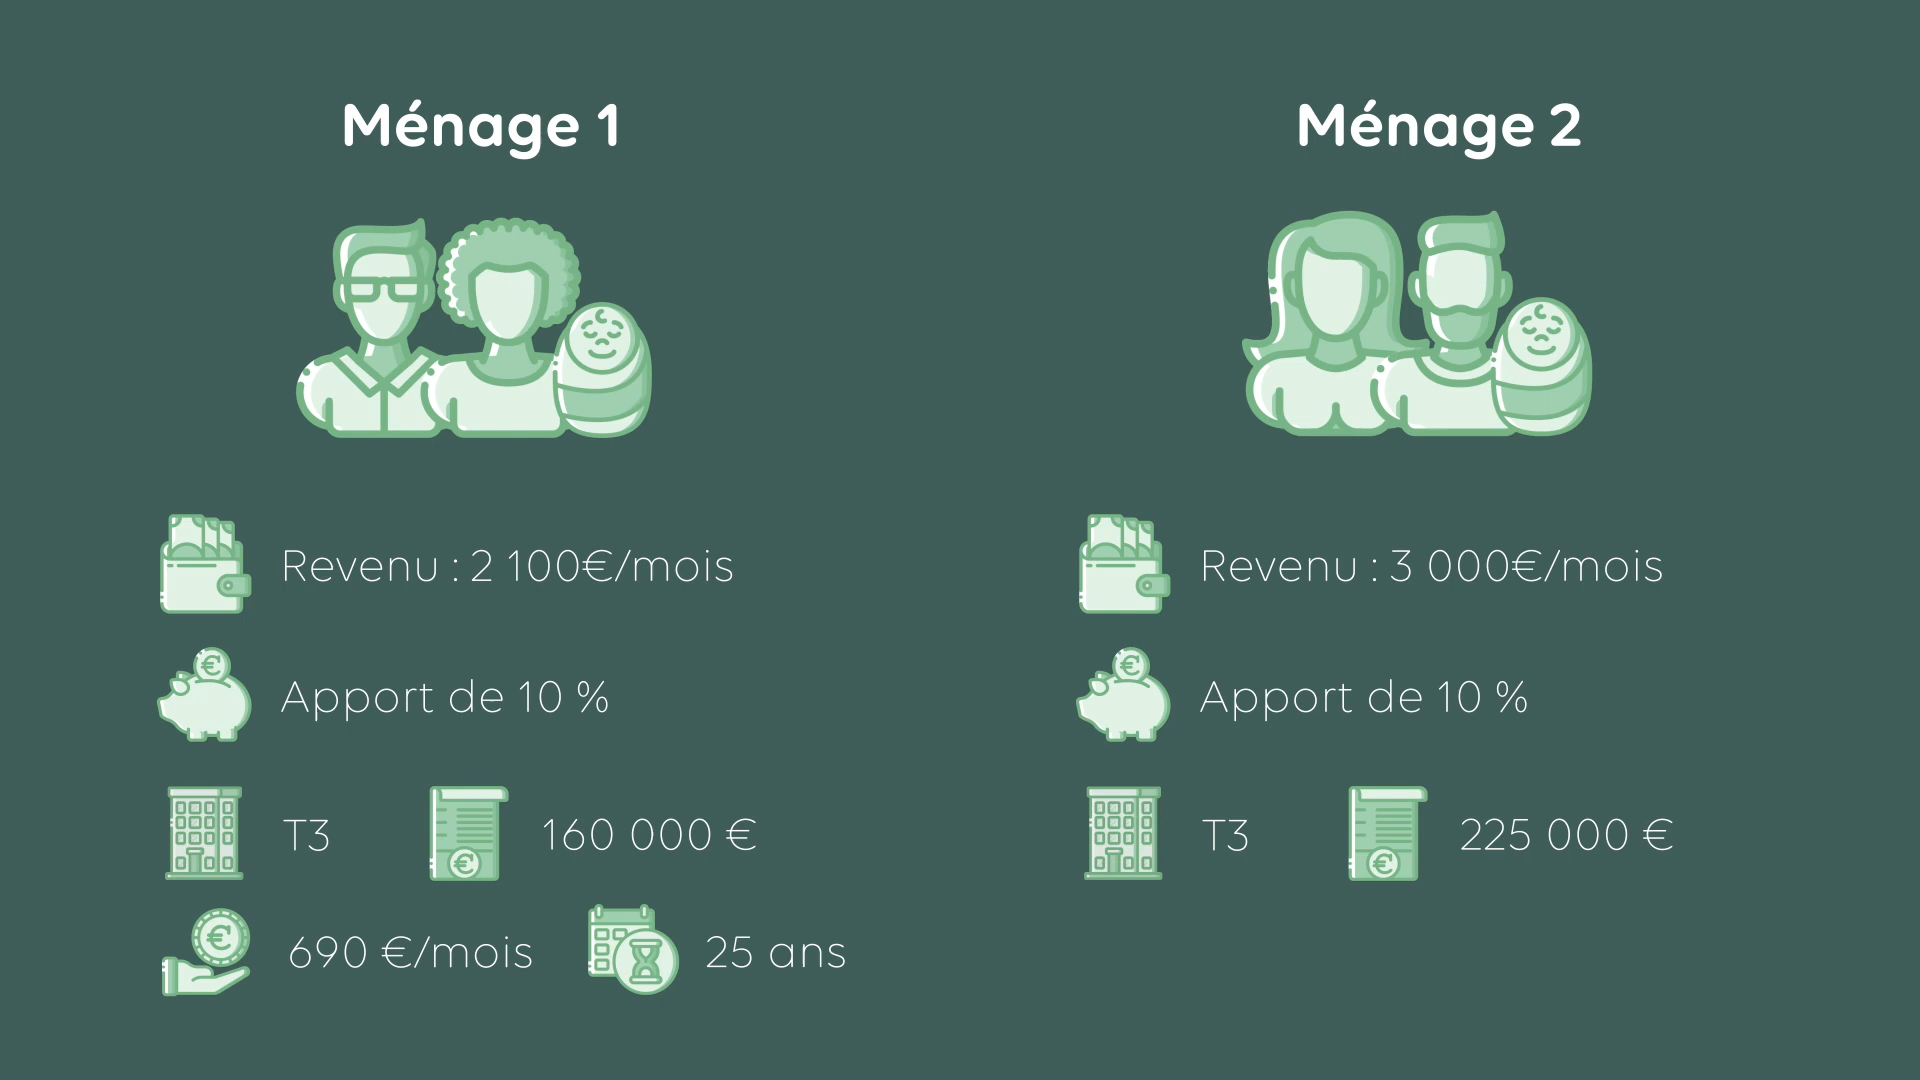 Ménage 1
Revenu : 2 100€/mois
Apport de 10 %
T3
160 000 €
690 €/mois
25 ans
Ménage 2
Revenu : 3 000€/mois
Apport de 10 %
T3
225 000 €